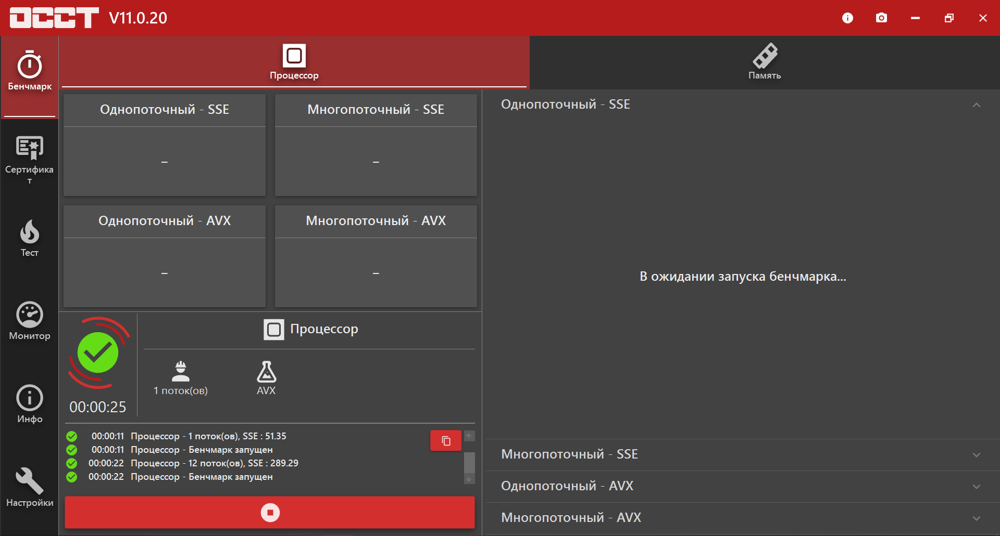 OCCT V11.0.20
Бенчмарк
Сертифика
т
Тест
Монитор
Инфо
Настройки
Процессор
Память
Однопоточный - SSE
–
Многопоточный - SSE
–
Однопоточный - AVX
–
Многопоточный - AVX
–
00:00:25
Процессор
1 поток(ов)
AVX
00:00:11 Процессор - 1 поток(ов), SSE : 51.35
00:00:11 Процессор - Бенчмарк запущен
00:00:22 Процессор - 12 поток(ов), SSE : 289.29
00:00:22 Процессор - Бенчмарк запущен
Однопоточный - SSE
В ожидании запуска бенчмарка...
Многопоточный - SSE
Однопоточный - AVX
Многопоточный - AVX